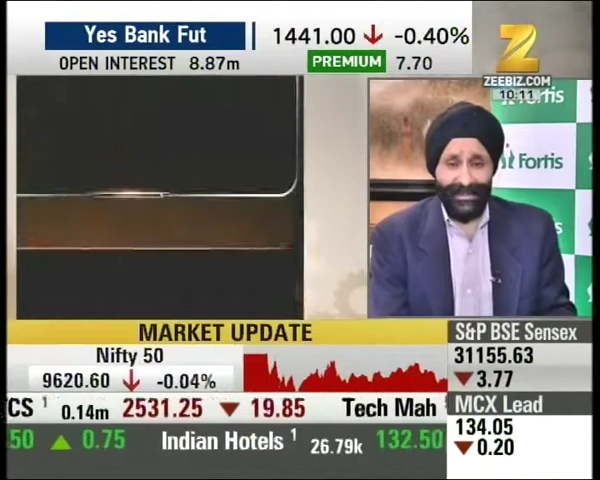 Yes Bank Fut
1441.00 -0.40%
OPEN INTEREST 8.87m PREMIUM 7.70
ZEEBIZ.COM
10:11
Fortis
Fortis
MARKET UPDATE
Nifty 50
9620.60 -0.04%
S&P BSE Sensex
31155.63
3.77
CS 1 0.14m 2531.25 19.85 Tech Mah
MCX Lead
134.05
0.20
.50 0.75 Indian Hotels 1 26.79k 132.50